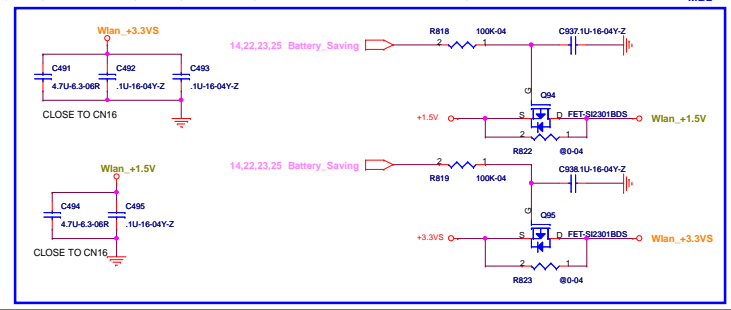 Wlan_+3.3VS
C491
4.7U-6.3-06R
C492
.1U-16-04Y-Z
C493
.1U-16-04Y-Z
CLOSE TO CN16
Wlan_+1.5V
C494
4.7U-6.3-06R
C495
.1U-16-04Y-Z
CLOSE TO CN16
14,22,23,25 Battery_Saving
R818
100K-04
2
1
C937.1U-16-04Y-Z
G
Q94
+1.5V
S
D
FET-SI2301BDS
Wlan_+1.5V
2
1
R822
@0-04
14,22,23,25 Battery_Saving
2
1
R819
100K-04
C938.1U-16-04Y-Z
G
Q95
+3.3VS
S
D
FET-SI2301BDS
Wlan_+3.3VS
2
1
R823
@0-04